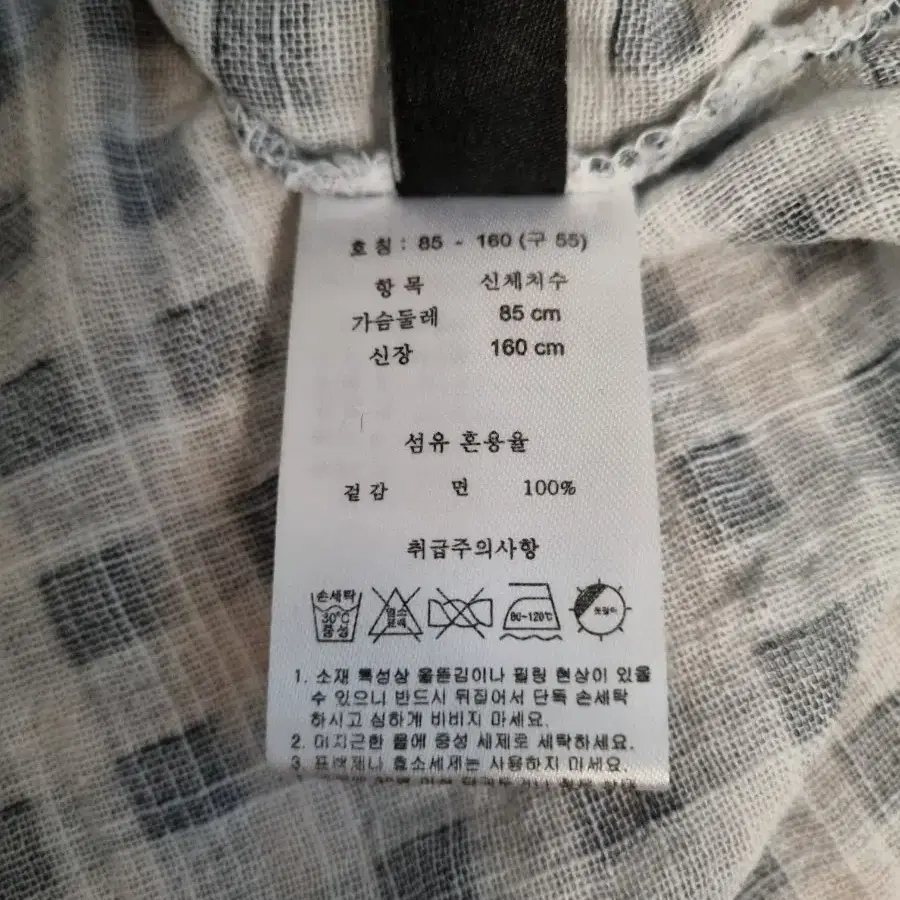 호칭 : 85 - 160 (구 55)
항목 신체치수
가슴둘레 85 cm
신장 160 cm
섬유 혼용율
겉감 면 100%
취급주의사항
손세탁 30℃ 중성
염소 표백
80~120℃
옷걸이
1. 소재 특성상 올뜯김이나 필링 현상이 있을
수 있으니 반드시 뒤집어서 단독 손세탁
하시고 심하게 비비지 마세요.
2. 미지근한 물에 중성 세제로 세탁하세요.
3. 표백제나 효소세제는 사용하지 마세요.